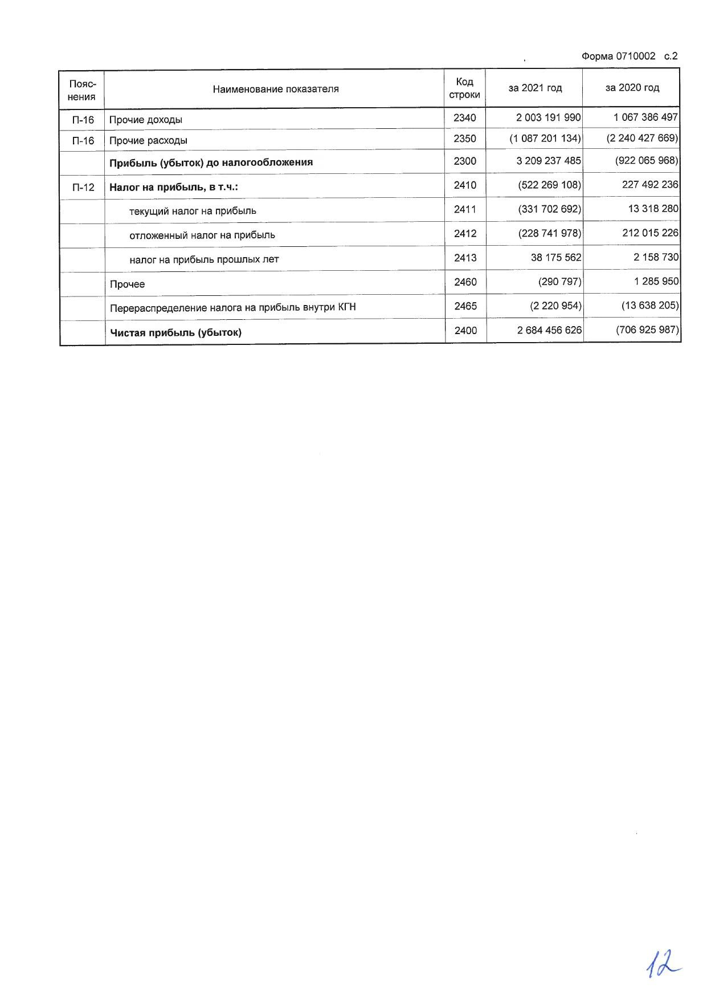 Форма 0710002 с.2
Пояс-
нения
Наименование показателя
Код
строки
за 2021 год
за 2020 год
П-16 Прочие доходы 2340 2 003 191 990 1 067 386 497
П-16 Прочие расходы 2350 (1 087 201 134) (2 240 427 669)
Прибыль (убыток) до налогообложения 2300 3 209 237 485 (922 065 968)
П-12 Налог на прибыль, в т.ч.: 2410 (522 269 108) 227 492 236
текущий налог на прибыль 2411 (331 702 692) 13 318 280
отложенный налог на прибыль 2412 (228 741 978) 212 015 226
налог на прибыль прошлых лет 2413 38 175 562 2 158 730
Прочее 2460 (290 797) 1 285 950
Перераспределение налога на прибыль внутри КГН 2465 (2 220 954) (13 638 205)
Чистая прибыль (убыток) 2400 2 684 456 626 (706 925 987)
12